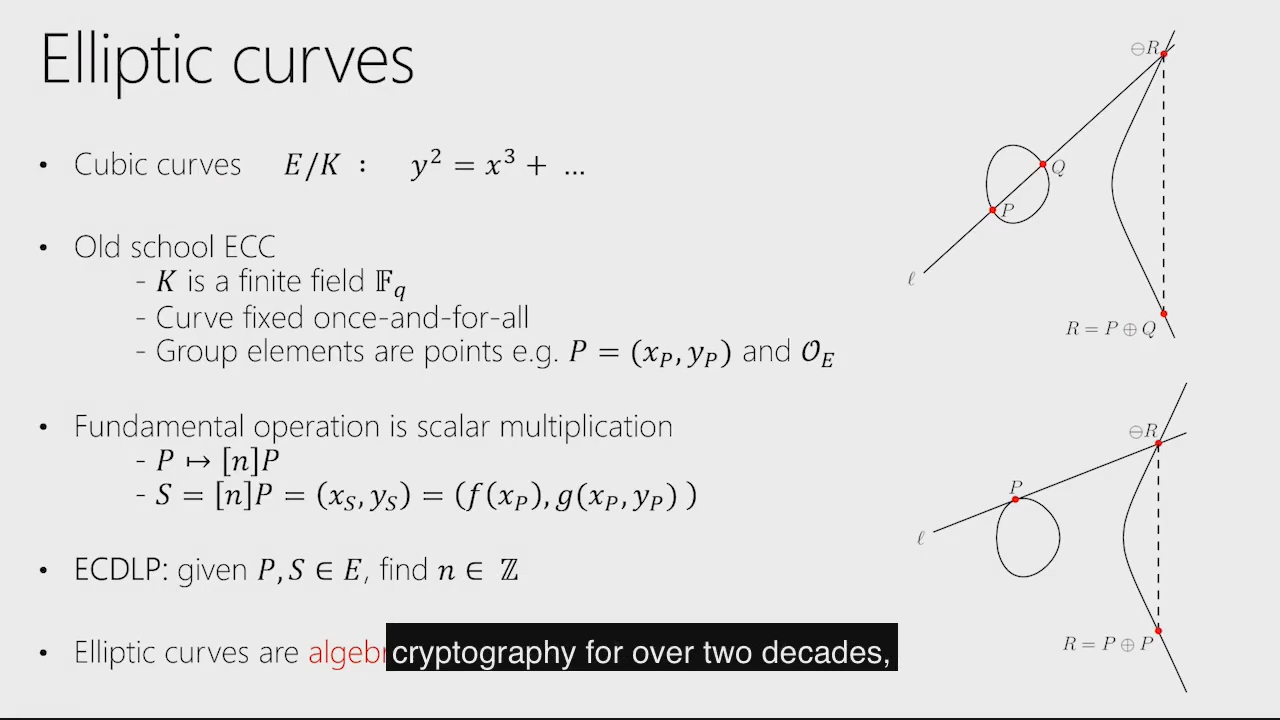 Elliptic curves
• Cubic curves E/K : y² = x³ + …
• Old school ECC
- K is a finite field 𝔽_q
- Curve fixed once-and-for-all
- Group elements are points e.g. P = (x_P, y_P) and 𝒪_E
• Fundamental operation is scalar multiplication
- P ↦ [n]P
- S = [n]P = (x_S, y_S) = (f(x_P), g(x_P, y_P) )
• ECDLP: given P, S ∈ E, find n ∈ ℤ
• Elliptic curves are
cryptography for over two decades,
⊖R
Q
P
ℓ
R = P ⊕ Q
⊖R
P
ℓ
R = P ⊕ P